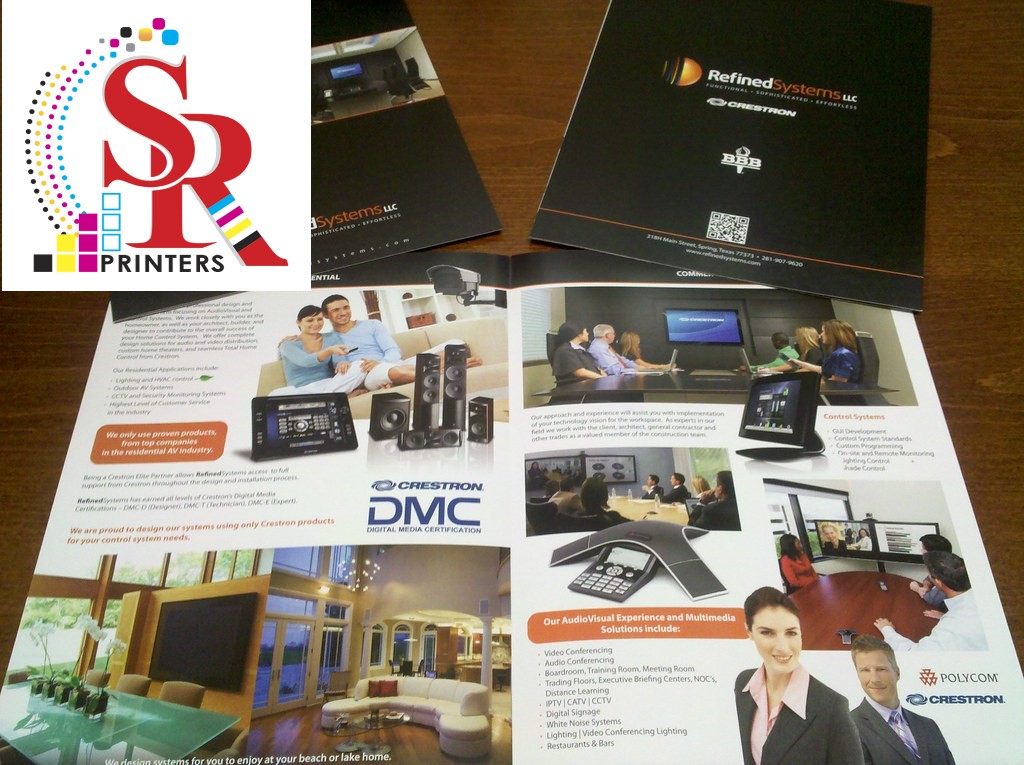 SR
PRINTERS
Systems LLC
SOPHISTICATED • EFFORTLESS
RefinedSystems LLC
FUNCTIONAL • SOPHISTICATED • EFFORTLESS
CRESTRON
BBB
318H Main Street, Spring, Texas 77373 • 281-907-9620
www.refinedsystems.com
design and
focusing on AudioVisual and
Control Systems. We work closely with you as the
homeowner, as well as your architect, builder, and
designer to contribute to the overall success of
your Home Control System. We offer complete
design solutions for audio and video distribution,
custom home theaters, and seamless Total Home
Control from Crestron.
Our Residential Applications include:
- Lighting and HVAC control
- Outdoor AV Systems
- CCTV and Security Monitoring Systems
- Highest Level of Customer Service
in the industry
We only use proven products,
from top companies
in the residential AV industry.
Being a Crestron Elite Partner allows RefinedSystems access to full
support from Crestron throughout the design and installation process.
RefinedSystems has earned all levels of Crestron's Digital Media
Certifications – DMC-D (Designer), DMC-T (Technician), DMC-E (Expert).
We are proud to design our systems using only Crestron products
for your control system needs.
CRESTRON
DMC
DIGITAL MEDIA CERTIFICATION
We design systems for you to enjoy at your beach or lake home.
CRESTRON
Our approach and experience will assist you with implementation
of your technology vision for the workspace. As experts in our
field we work with the client, architect, general contractor and
other trades as a valued member of the construction team.
Control Systems
- GUI Development
- Control System Standards
- Custom Programming
- On-site and Remote Monitoring
ighting Control
hade Control
Our AudioVisual Experience and Multimedia
Solutions include:
- Video Conferencing
- Audio Conferencing
- Boardroom, Training Room, Meeting Room
- Trading Floors, Executive Briefing Centers, NOC's,
Distance Learning
- IPTV | CATV | CCTV
- Digital Signage
- White Noise Systems
- Lighting | Video Conferencing Lighting
- Restaurants & Bars
POLYCOM
CRESTRON